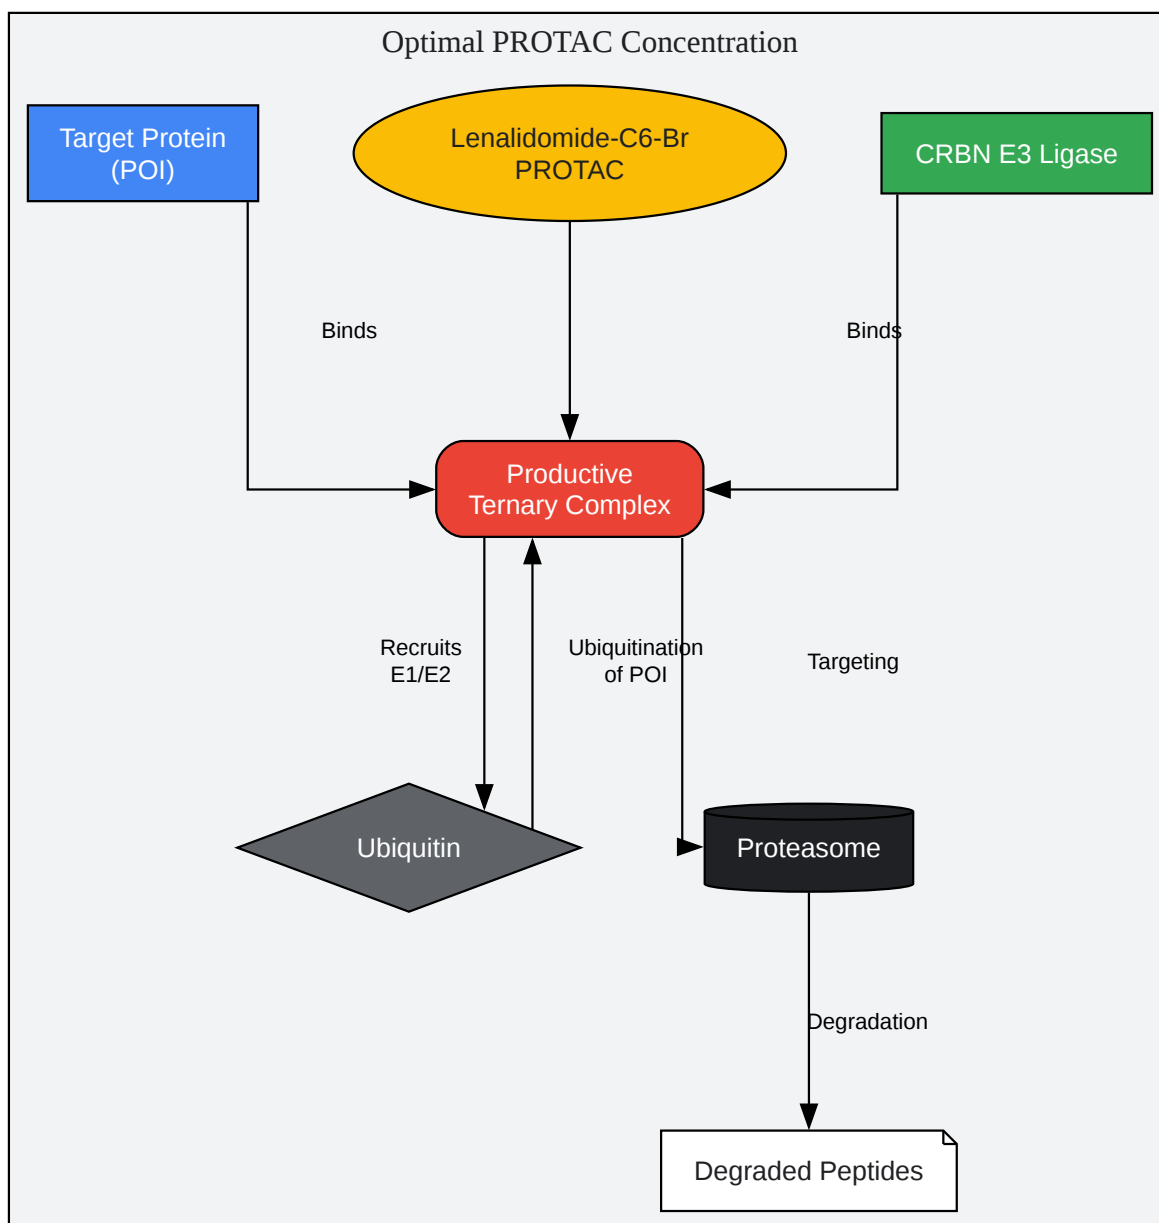 Optimal PROTAC Concentration
Target Protein
(POI)
Lenalidomide-C6-Br
PROTAC
CRBN E3 Ligase
Binds
Binds
Productive
Ternary Complex
Recruits
E1/E2
Ubiquitination
of POI
Targeting
Ubiquitin
Proteasome
Degradation
Degraded Peptides